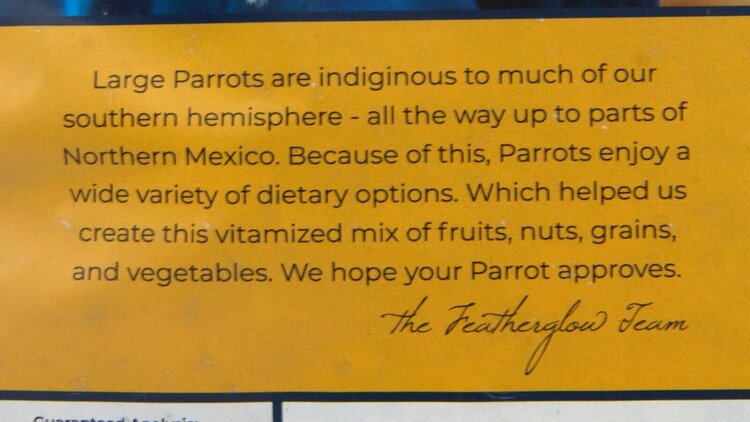 Large Parrots are indiginous to much of our
southern hemisphere - all the way up to parts of
Northern Mexico. Because of this, Parrots enjoy a
wide variety of dietary options. Which helped us
create this vitamized mix of fruits, nuts, grains,
and vegetables. We hope your Parrot approves.
the Featherglow Team
Guaranteed Analysis